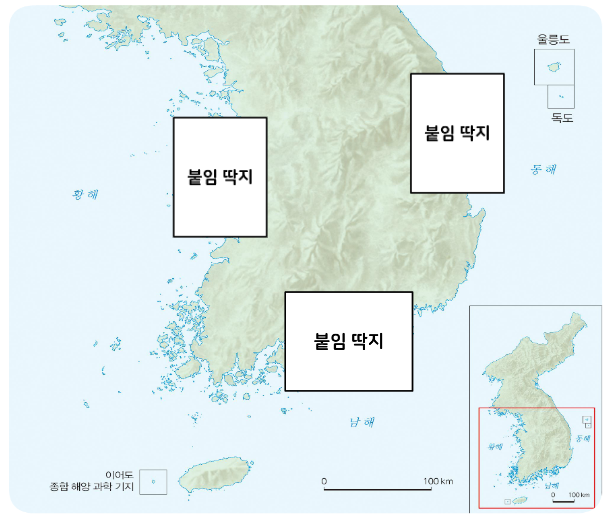 울릉도
독도
붙임 딱지
붙임 딱지
동해
황해
붙임 딱지
남해
이어도
종합 해양 과학 기지
0 100 km
황해
동해
남해
0 100 km